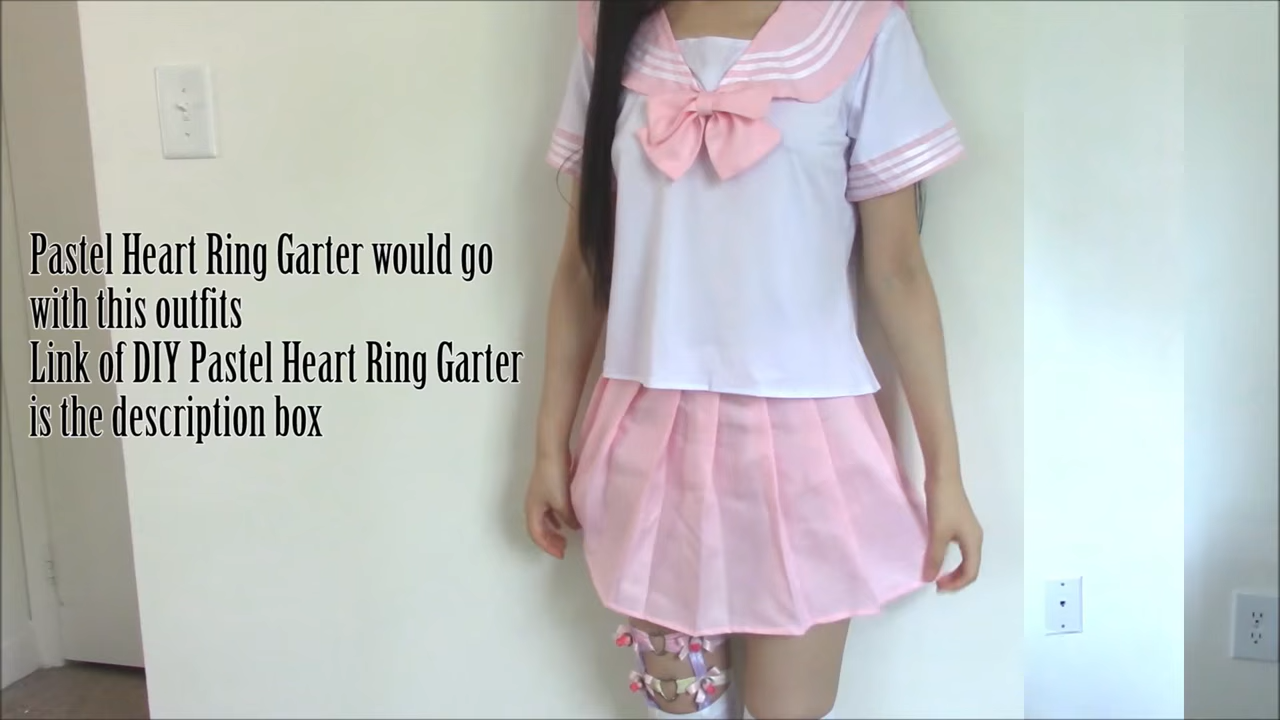 Pastel Heart Ring Garter would go
with this outfits
Link of DIY Pastel Heart Ring Garter
is the description box